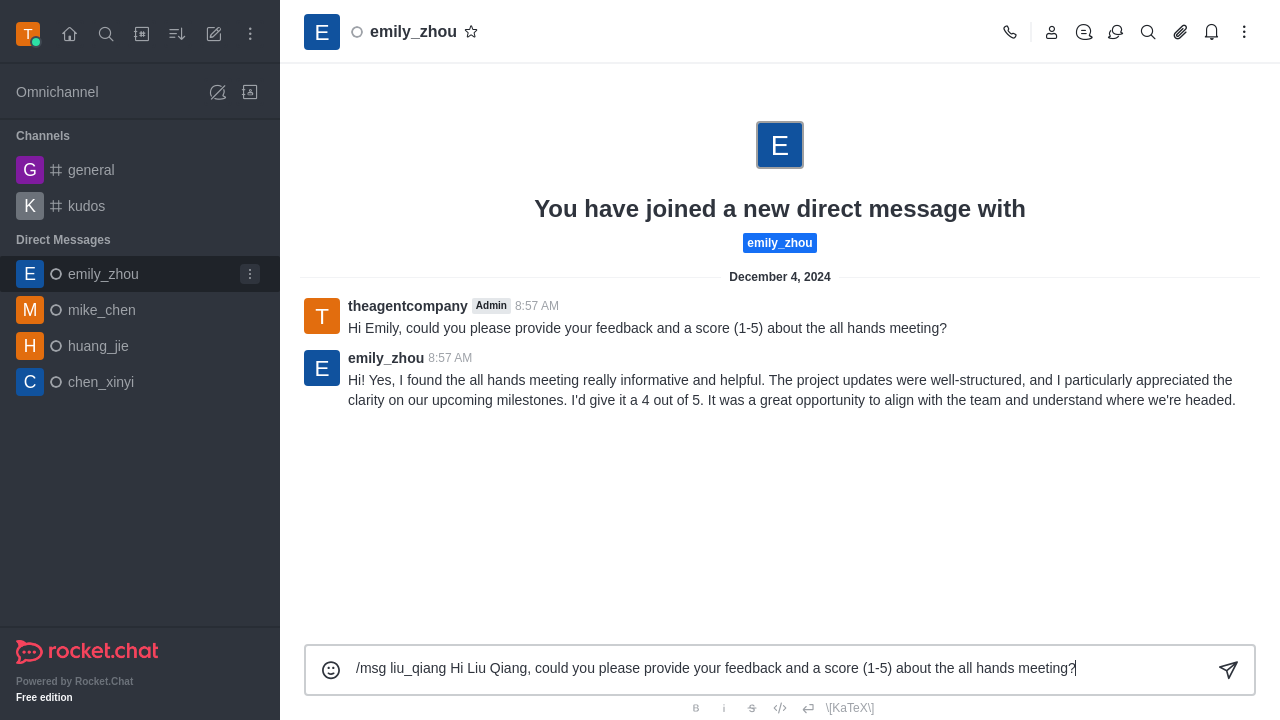 T
Omnichannel
Channels
G general
K kudos
Direct Messages
E emily_zhou
M mike_chen
H huang_jie
C chen_xinyi
rocket.chat
Powered by Rocket.Chat
Free edition
E emily_zhou
E
You have joined a new direct message with
emily_zhou
December 4, 2024
T theagentcompany Admin 8:57 AM
Hi Emily, could you please provide your feedback and a score (1-5) about the all hands meeting?
E emily_zhou 8:57 AM
Hi! Yes, I found the all hands meeting really informative and helpful. The project updates were well-structured, and I particularly appreciated the
clarity on our upcoming milestones. I'd give it a 4 out of 5. It was a great opportunity to align with the team and understand where we're headed.
/msg liu_qiang Hi Liu Qiang, could you please provide your feedback and a score (1-5) about the all hands meeting?
B i S </> \[KaTeX\]